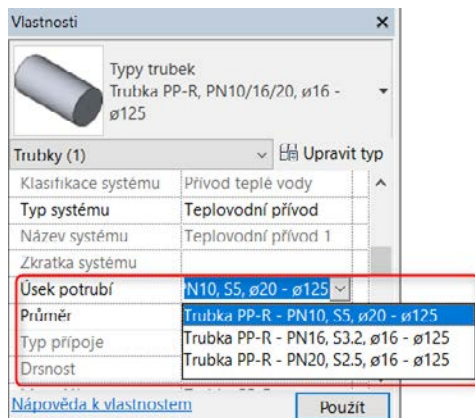 Vlastnosti
Typy trubek
Trubka PP-R, PN10/16/20, ø16 -
ø125
Trubky (1)
Upravit typ
Klasifikace systému Přívod teplé vody
Typ systému Teplovodní přívod
Název systému Teplovodní přívod 1
Zkratka systému
Úsek potrubí PN10, S5, ø20 - ø125
Průměr Trubka PP-R - PN10, S5, ø20 - ø125
Typ přípoje Trubka PP-R - PN16, S3.2, ø16 - ø125
Drsnost Trubka PP-R - PN20, S2.5, ø16 - ø125
Nápověda k vlastnostem Použít